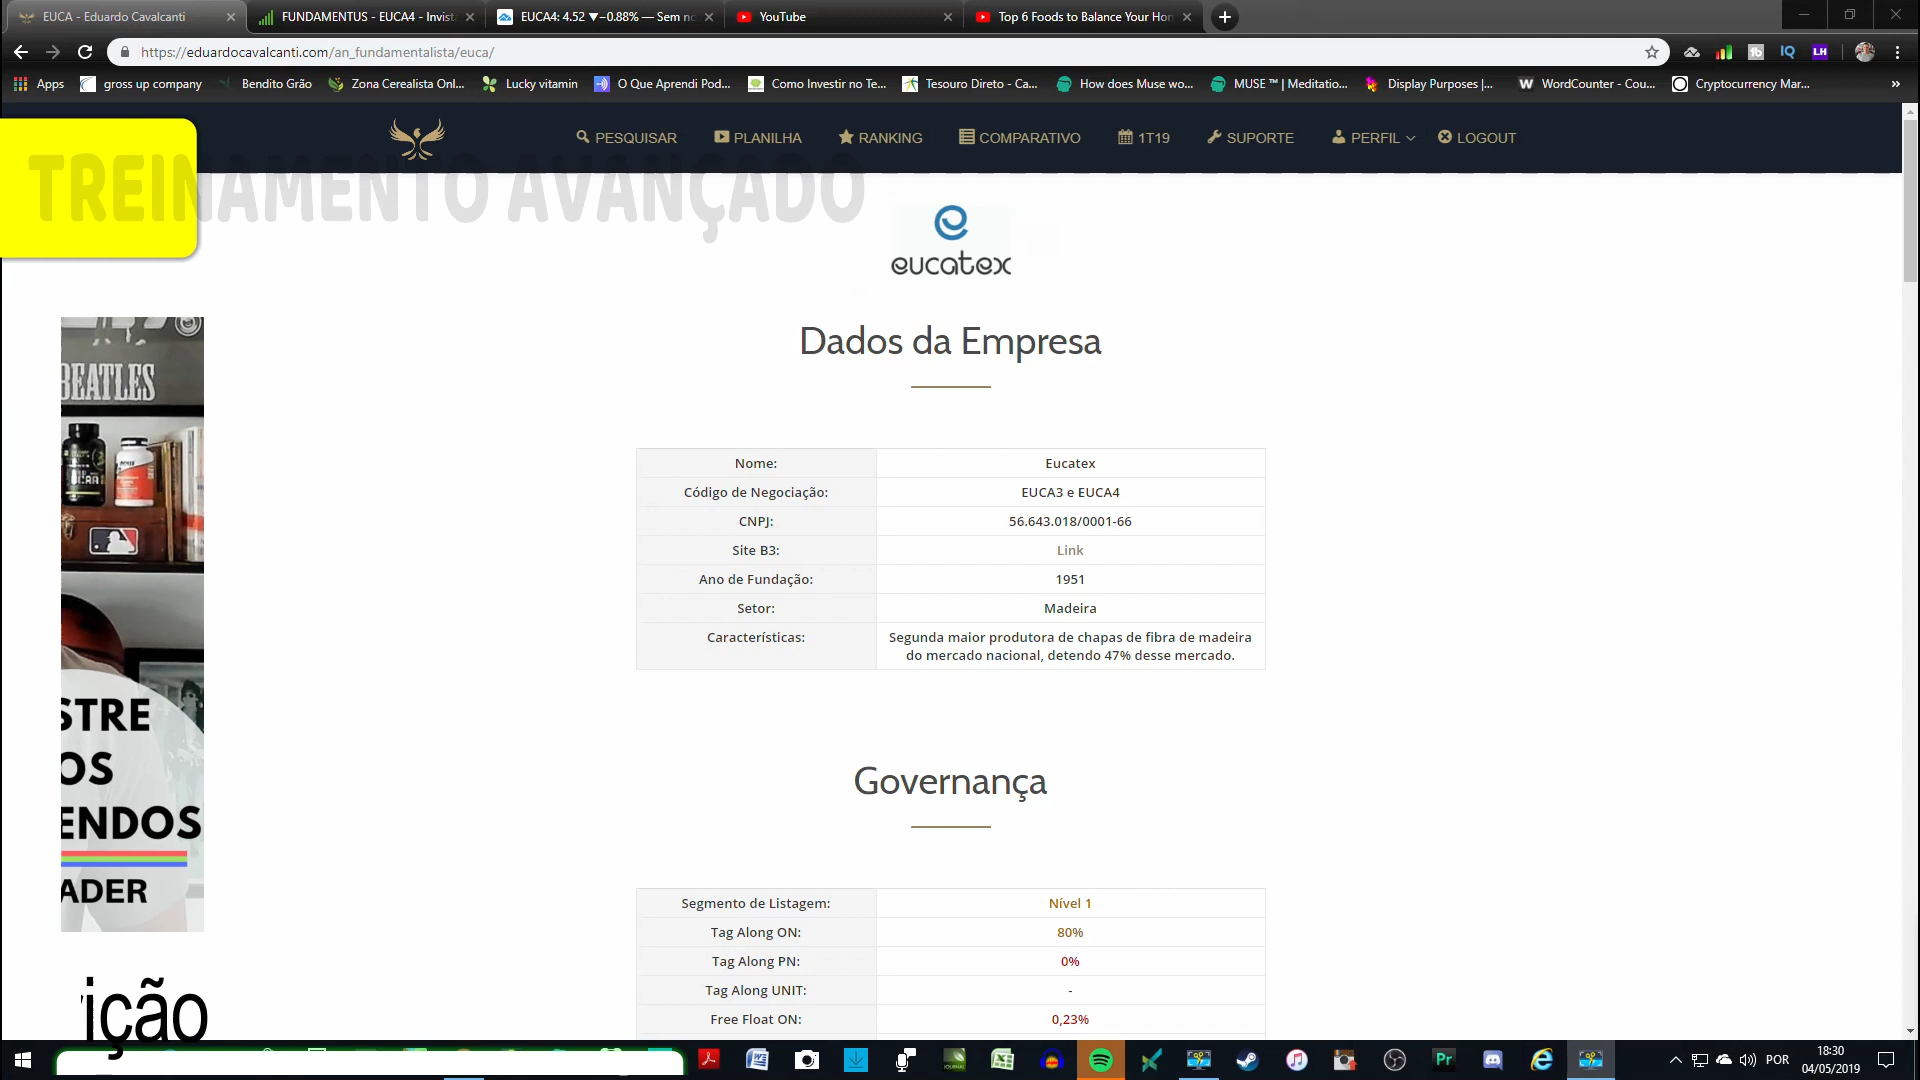 EUCA - Eduardo Cavalcanti
FUNDAMENTUS - EUCA4 - Invist
EUCA4: 4.52 ▼−0.88% — Sem no
YouTube
Top 6 Foods to Balance Your Hor
https://eduardocavalcanti.com/an_fundamentalista/euca/
Apps
gross up company
Bendito Grão
Zona Cerealista Onl...
Lucky vitamin
O Que Aprendi Pod...
Como Investir no Te...
Tesouro Direto - Ca...
How does Muse wo...
MUSE ™ | Meditatio...
Display Purposes |...
WordCounter - Cou...
Cryptocurrency Mar...
»
PESQUISAR
PLANILHA
RANKING
COMPARATIVO
1T19
SUPORTE
PERFIL
LOGOUT
TREINAMENTO AVANÇADO
eucatex
Dados da Empresa
Nome: Eucatex
Código de Negociação: EUCA3 e EUCA4
CNPJ: 56.643.018/0001-66
Site B3: Link
Ano de Fundação: 1951
Setor: Madeira
Características: Segunda maior produtora de chapas de fibra de madeira
do mercado nacional, detendo 47% desse mercado.
BEATLES
STRE
OS
ENDOS
ADER
Governança
Segmento de Listagem: Nível 1
Tag Along ON: 80%
Tag Along PN: 0%
Tag Along UNIT: -
Free Float ON: 0,23%
ição
POR
18:30
04/05/2019